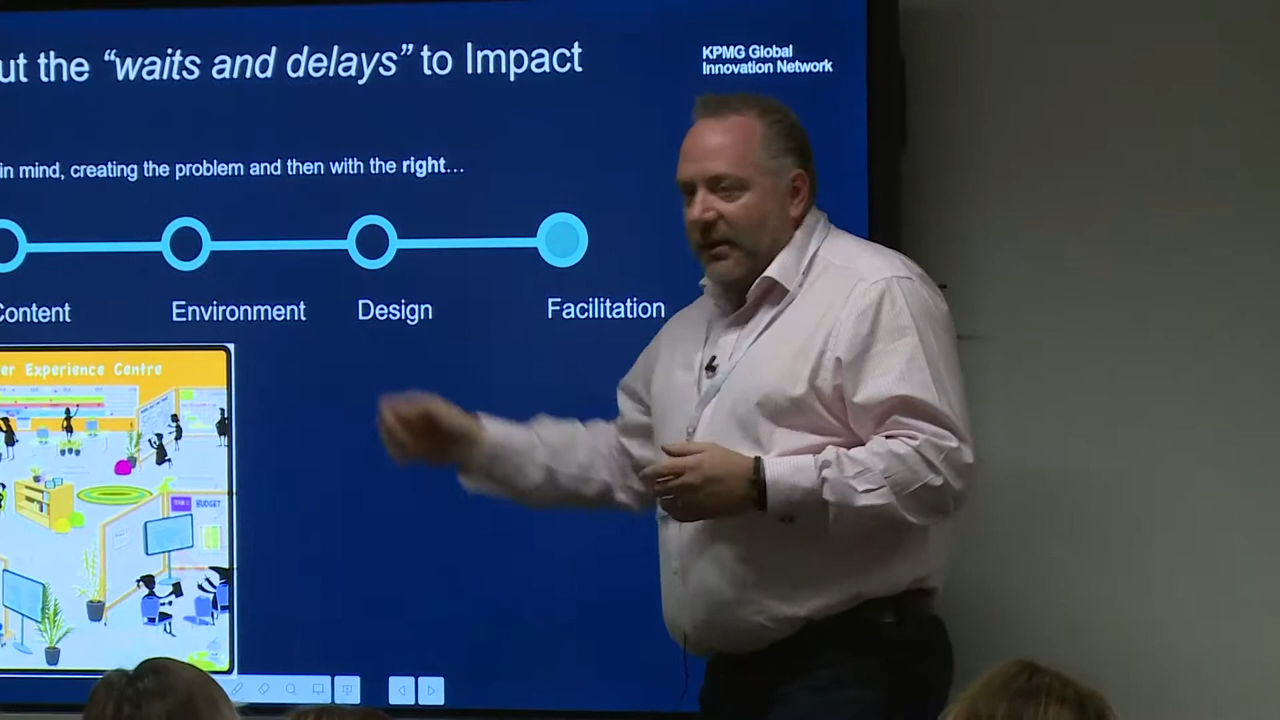 ut the “waits and delays” to Impact
KPMG Global
Innovation Network
in mind, creating the problem and then with the right…
Content
Environment
Design
Facilitation
er Experience Centre
BUDGET